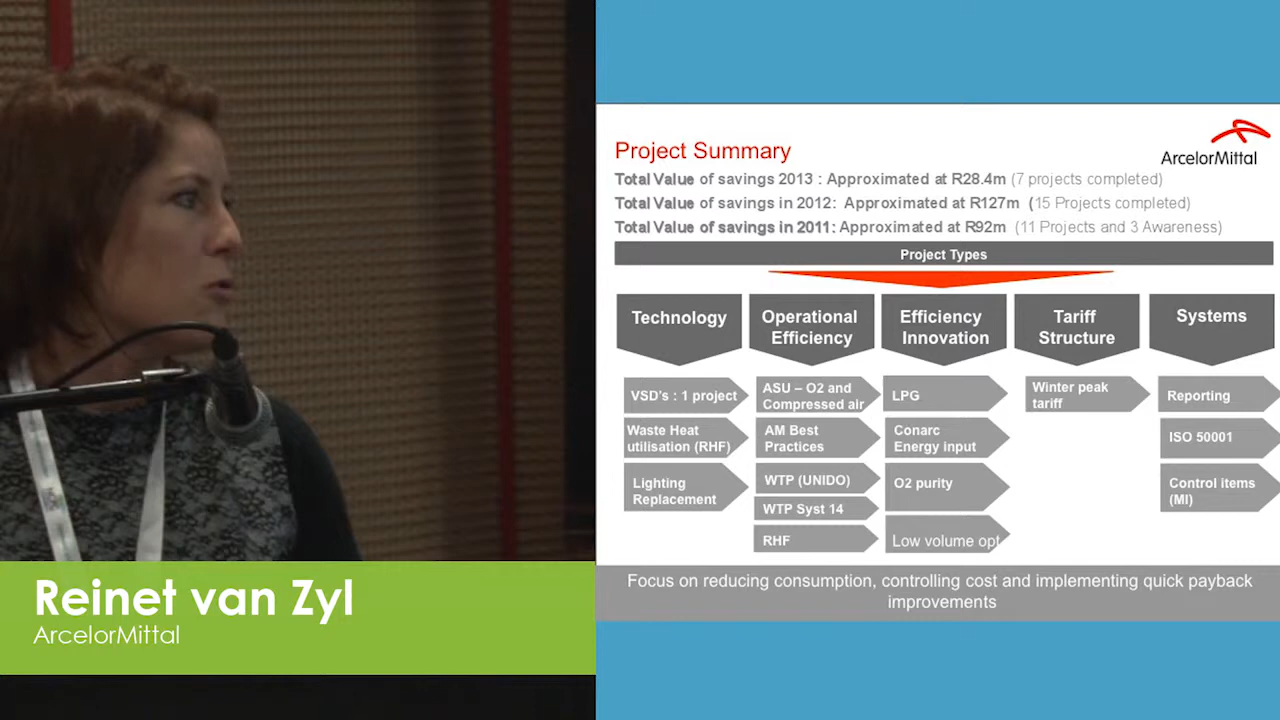 Project Summary
ArcelorMittal
Total Value of savings 2013 : Approximated at R28.4m (7 projects completed)
Total Value of savings in 2012: Approximated at R127m (15 Projects completed)
Total Value of savings in 2011: Approximated at R92m (11 Projects and 3 Awareness)
Project Types
Technology
Operational
Efficiency
Efficiency
Innovation
Tariff
Structure
Systems
VSD's : 1 project
Waste Heat
utilisation (RHF)
Lighting
Replacement
ASU – O2 and
Compressed air
AM Best
Practices
WTP (UNIDO)
WTP Syst 14
RHF
LPG
Conarc
Energy input
O2 purity
Low volume opt
Winter peak
tariff
Reporting
ISO 50001
Control items
(MI)
Focus on reducing consumption, controlling cost and implementing quick payback
improvements
Reinet van Zyl
ArcelorMittal